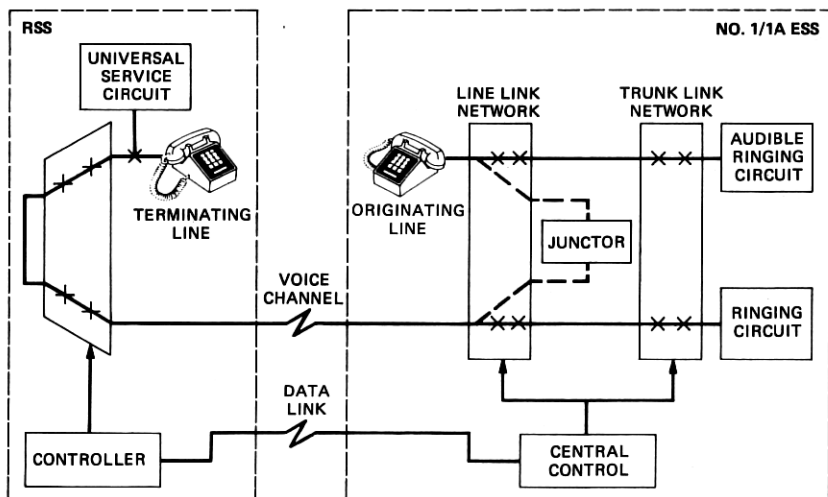 RSS
NO. 1/1A ESS
UNIVERSAL
SERVICE
CIRCUIT
LINE LINK
NETWORK
TRUNK LINK
NETWORK
AUDIBLE
RINGING
CIRCUIT
TERMINATING
LINE
ORIGINATING
LINE
JUNCTOR
VOICE
CHANNEL
RINGING
CIRCUIT
DATA
LINK
CONTROLLER
CENTRAL
CONTROL